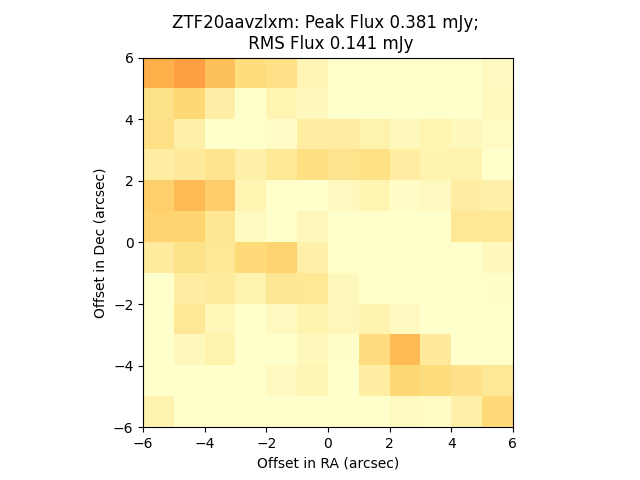 ZTF20aavzlxm: Peak Flux 0.381 mJy;
RMS Flux 0.141 mJy
6
4
2
0
−2
−4
−6
Offset in Dec (arcsec)
−6 −4 −2 0 2 4 6
Offset in RA (arcsec)